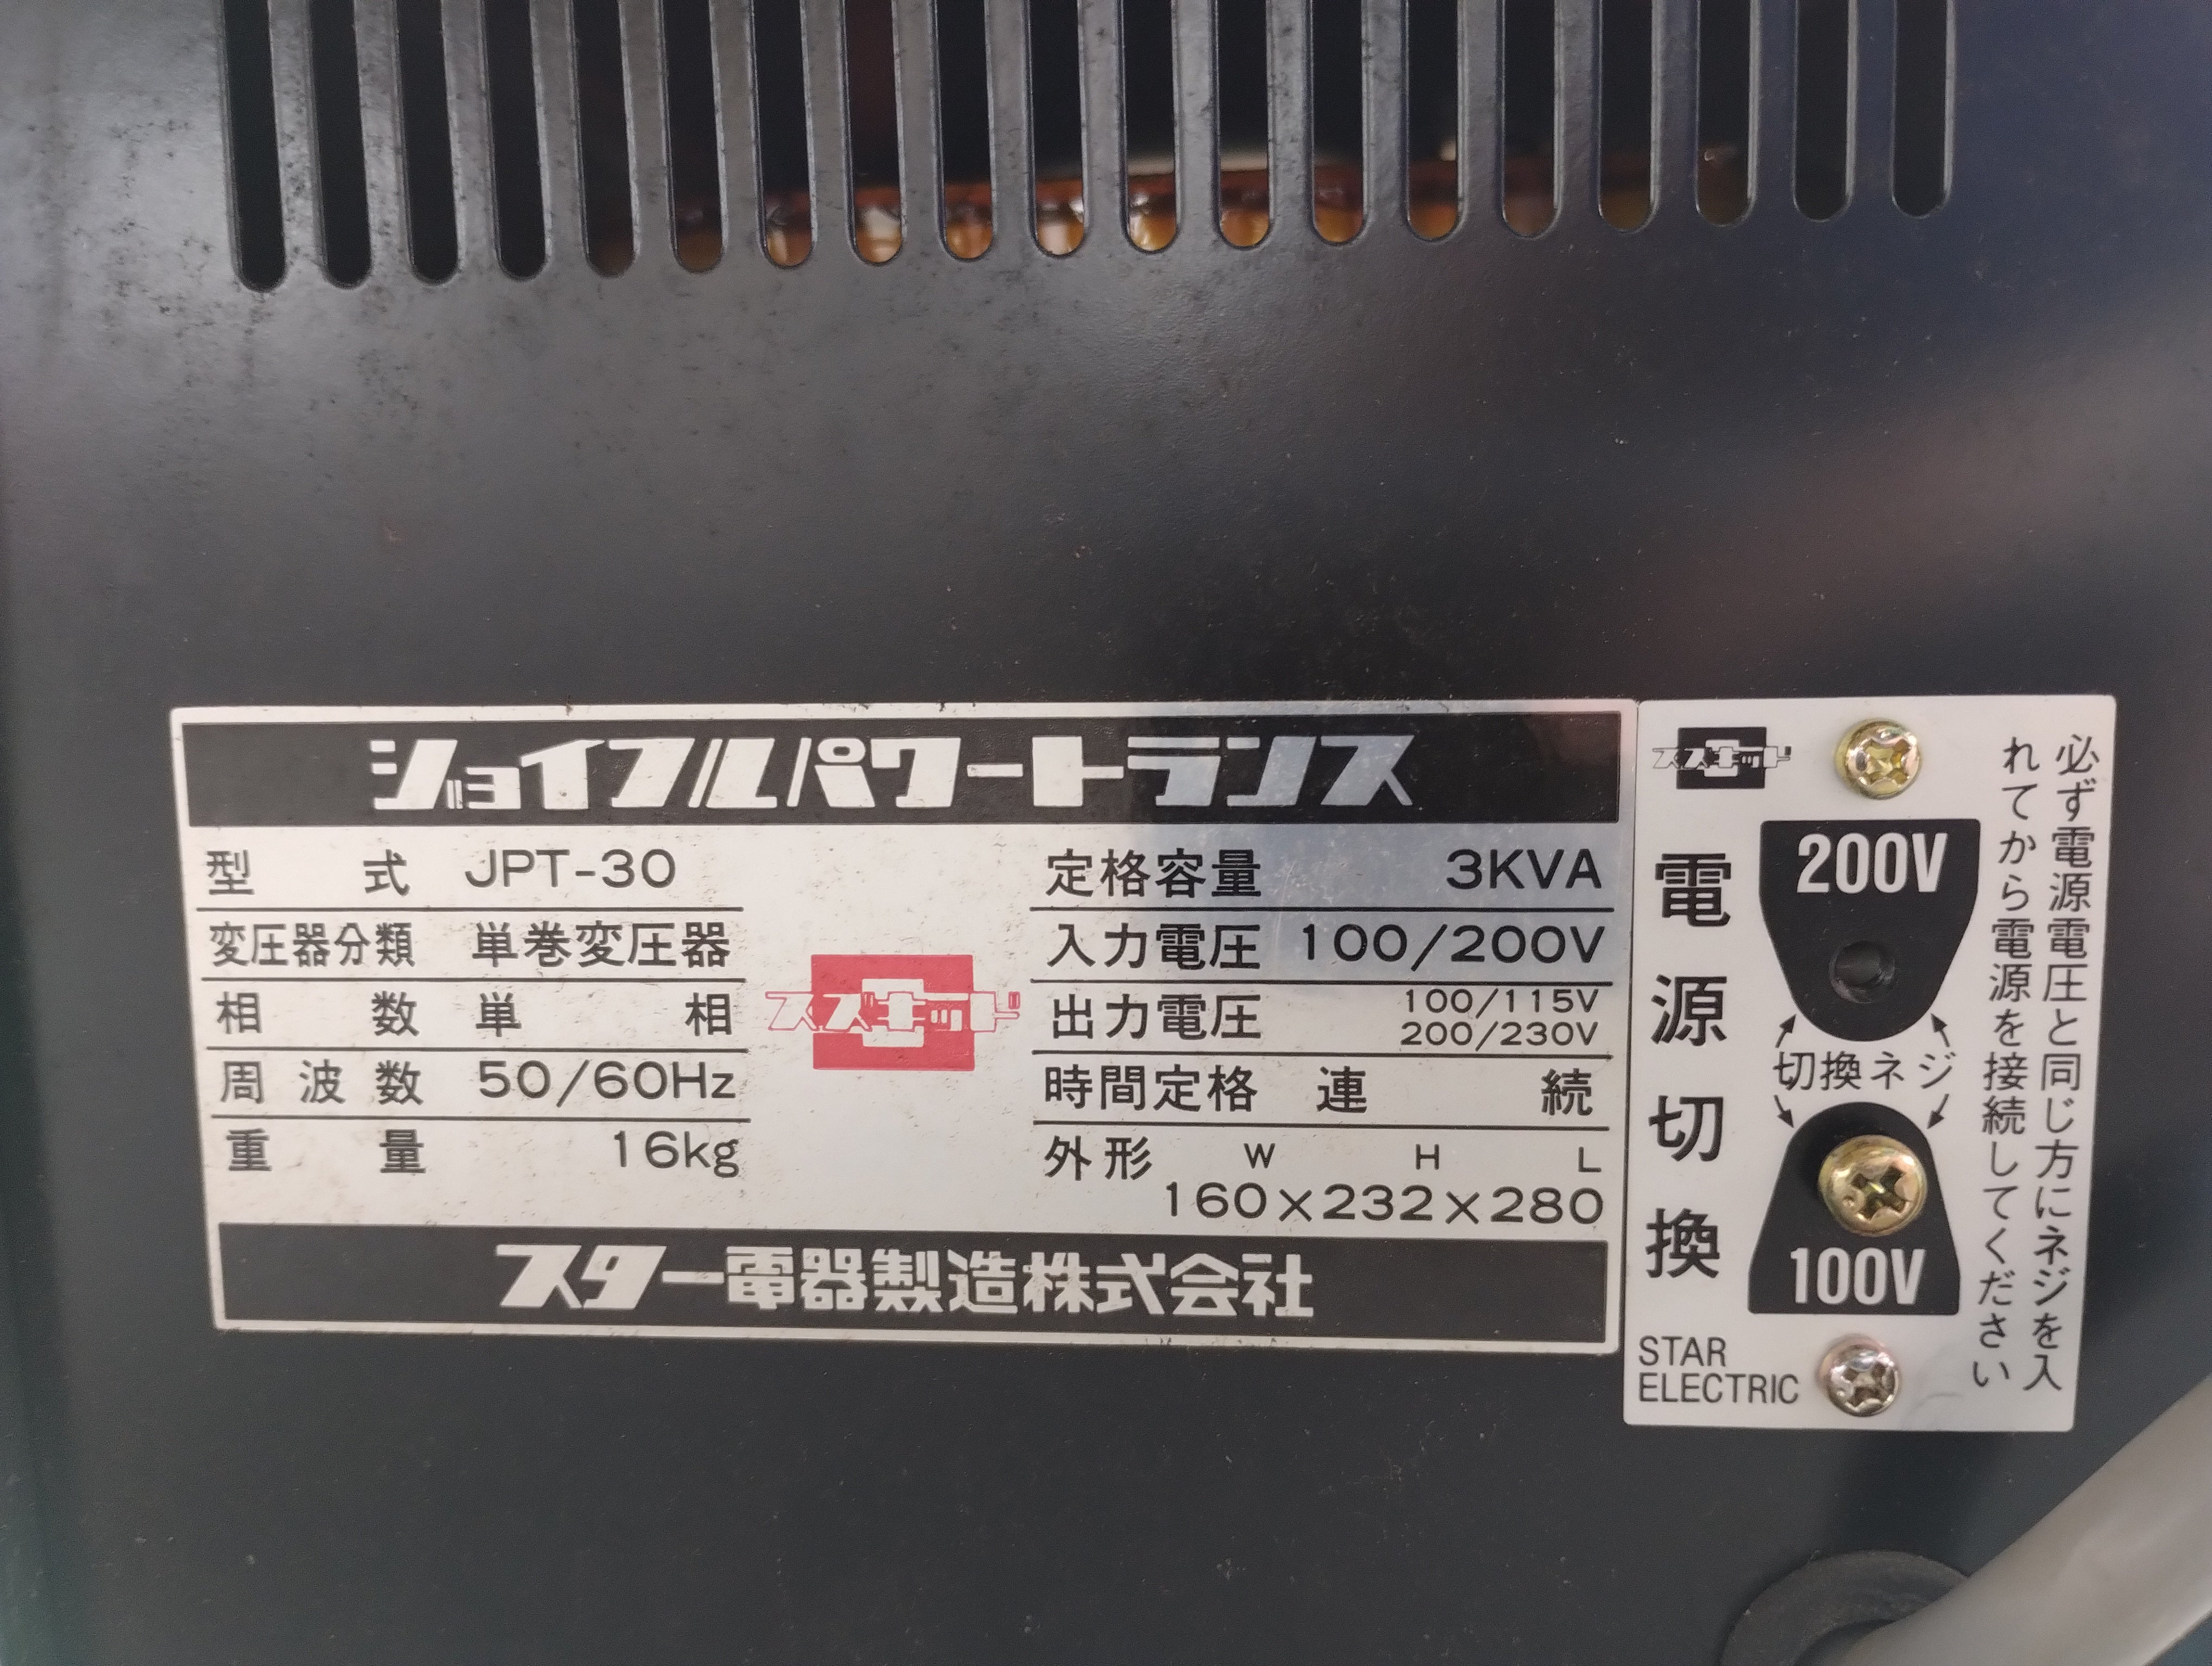 ジョイフルパワートランス
型式 JPT-30
変圧器分類 単巻変圧器
相数 単相
周波数 50/60Hz
重量 16kg
スズキッド
定格容量 3KVA
入力電圧 100/200V
出力電圧 100/115V
200/230V
時間定格 連続
外形 W H L
160×232×280
スター電器製造株式会社
スズキッド
電源切換
200V
切換ネジ
100V
必ず電源電圧と同じ方にネジを入
れてから電源を接続してください
STAR
ELECTRIC